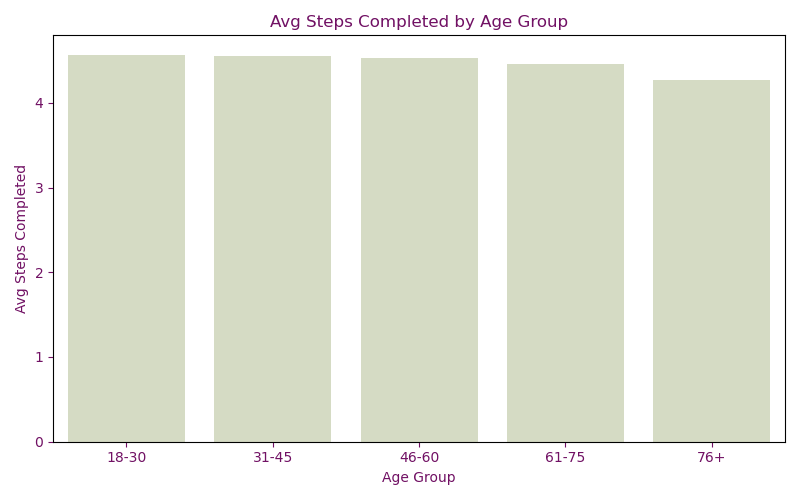 Avg Steps Completed by Age Group
Avg Steps Completed
4
3
2
1
0
18-30 31-45 46-60 61-75 76+
Age Group